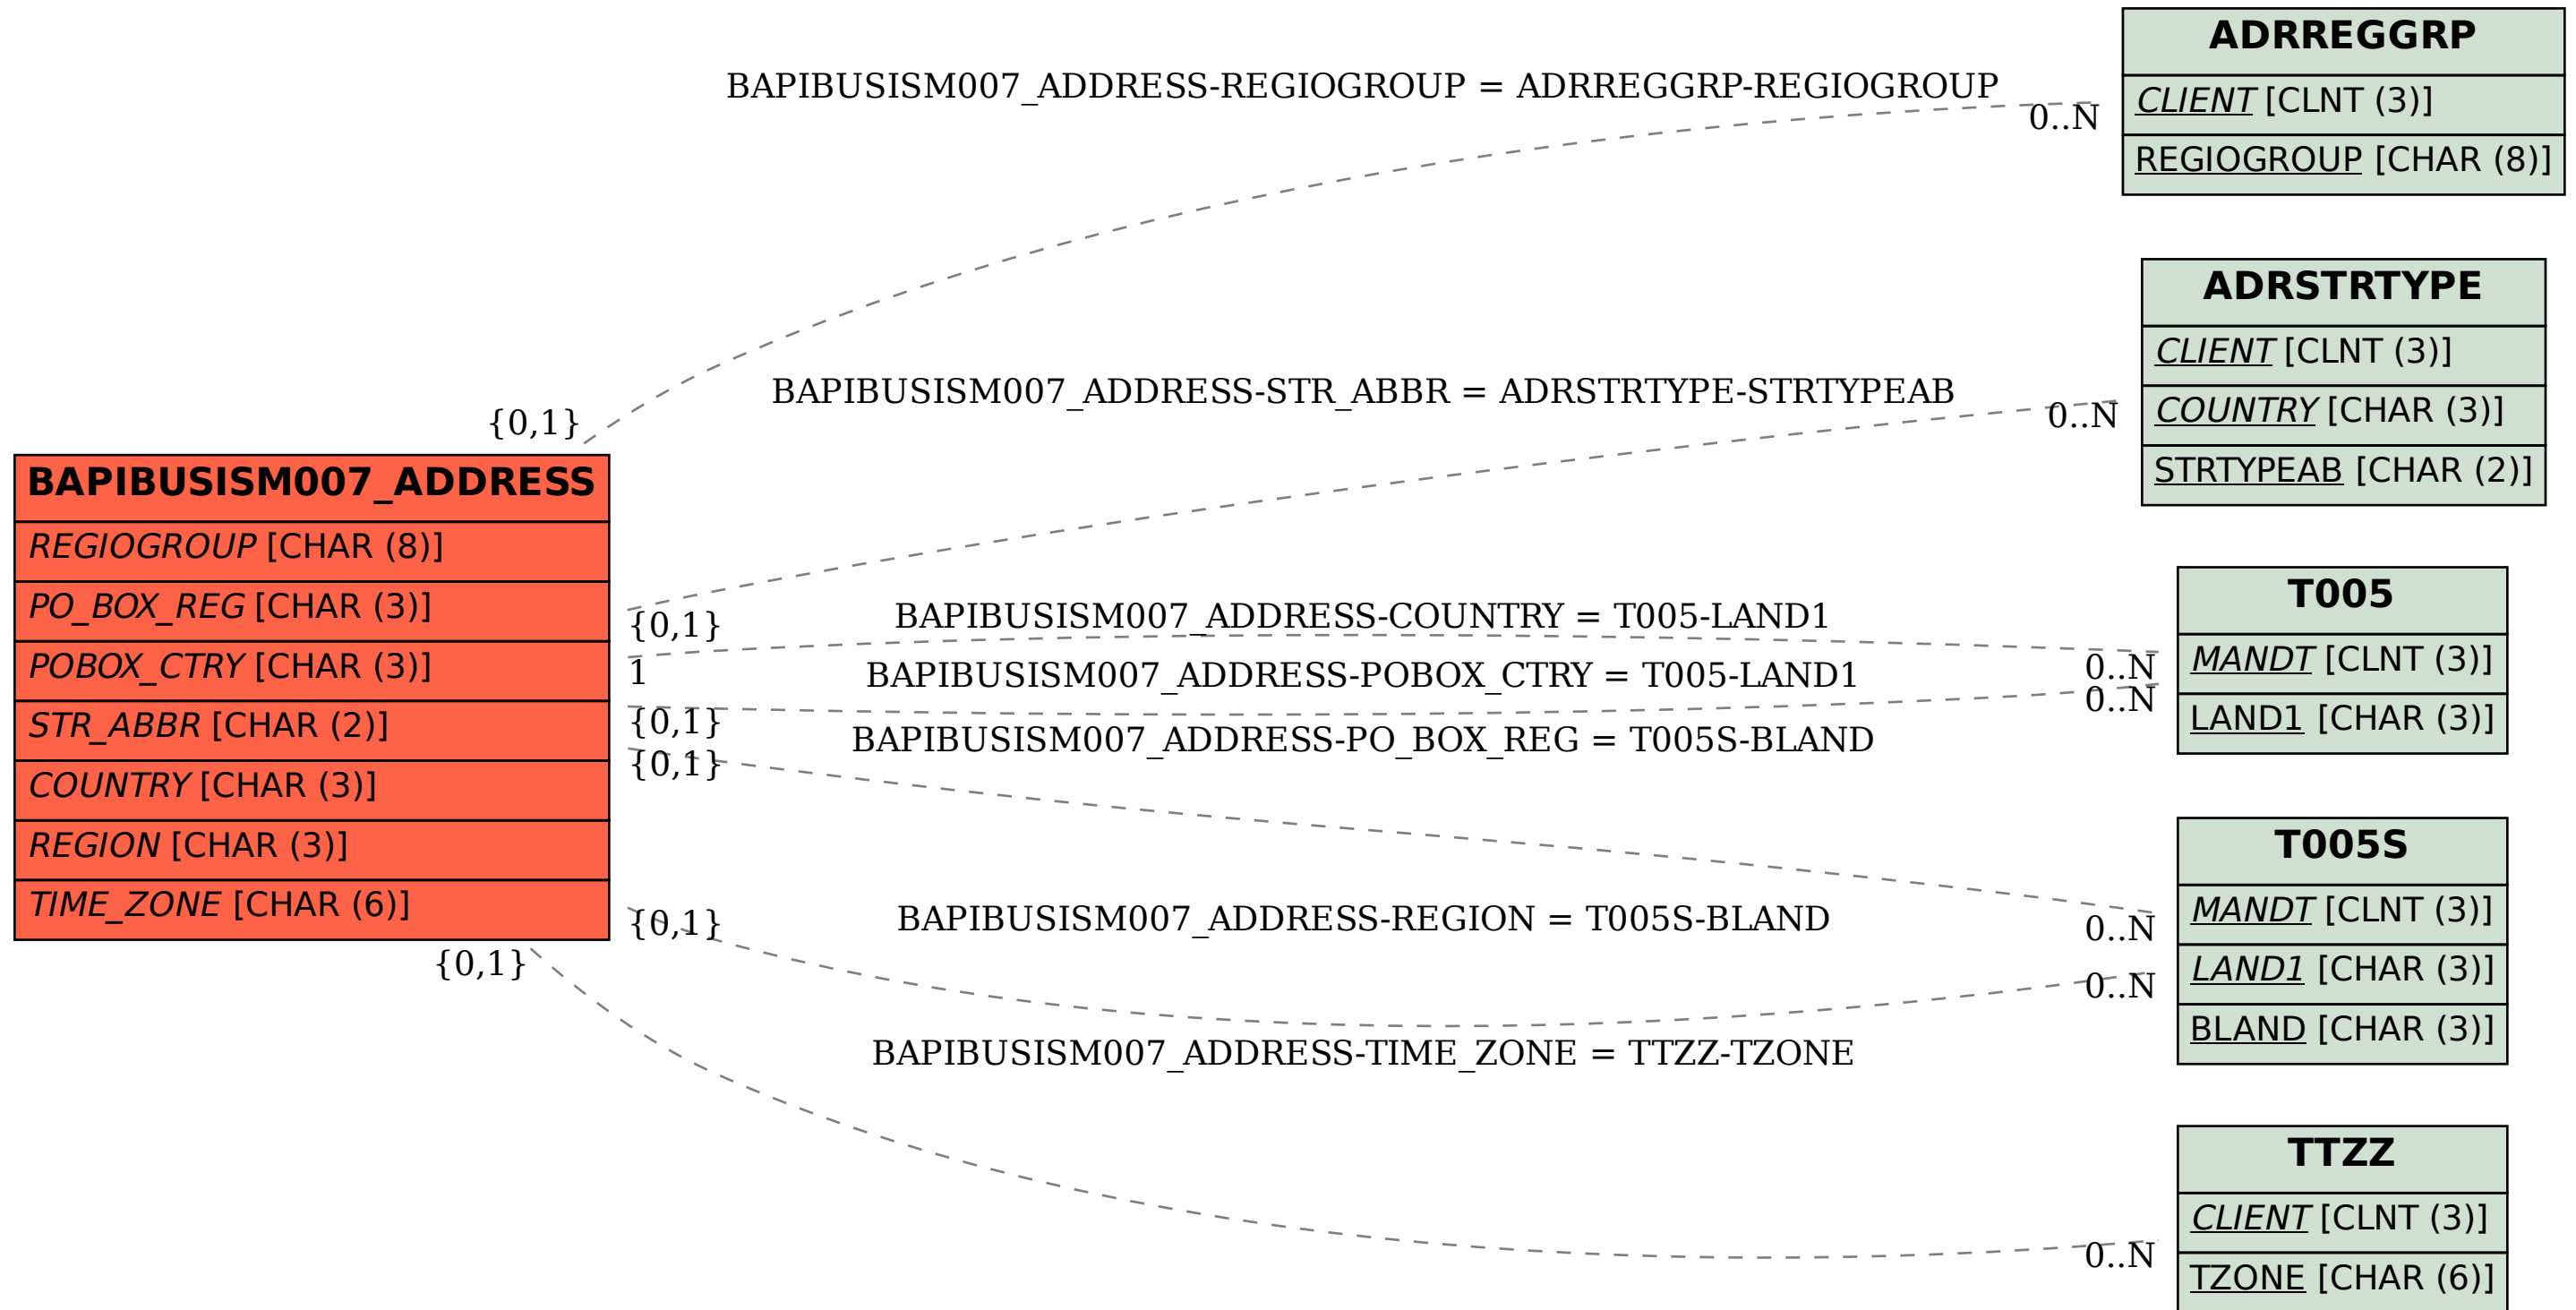 BAPIBUSISM007_ADDRESS
REGIOGROUP [CHAR (8)]
PO_BOX_REG [CHAR (3)]
POBOX_CTRY [CHAR (3)]
STR_ABBR [CHAR (2)]
COUNTRY [CHAR (3)]
REGION [CHAR (3)]
TIME_ZONE [CHAR (6)]
BAPIBUSISM007_ADDRESS-REGIOGROUP = ADRREGGRP-REGIOGROUP
{0,1}
0..N
BAPIBUSISM007_ADDRESS-STR_ABBR = ADRSTRTYPE-STRTYPEAB
{0,1}
0..N
BAPIBUSISM007_ADDRESS-COUNTRY = T005-LAND1
1
0..N
BAPIBUSISM007_ADDRESS-POBOX_CTRY = T005-LAND1
{0,1}
0..N
BAPIBUSISM007_ADDRESS-PO_BOX_REG = T005S-BLAND
{0,1}
0..N
BAPIBUSISM007_ADDRESS-REGION = T005S-BLAND
{0,1}
0..N
BAPIBUSISM007_ADDRESS-TIME_ZONE = TTZZ-TZONE
{0,1}
0..N
ADRREGGRP
CLIENT [CLNT (3)]
REGIOGROUP [CHAR (8)]
ADRSTRTYPE
CLIENT [CLNT (3)]
COUNTRY [CHAR (3)]
STRTYPEAB [CHAR (2)]
T005
MANDT [CLNT (3)]
LAND1 [CHAR (3)]
T005S
MANDT [CLNT (3)]
LAND1 [CHAR (3)]
BLAND [CHAR (3)]
TTZZ
CLIENT [CLNT (3)]
TZONE [CHAR (6)]